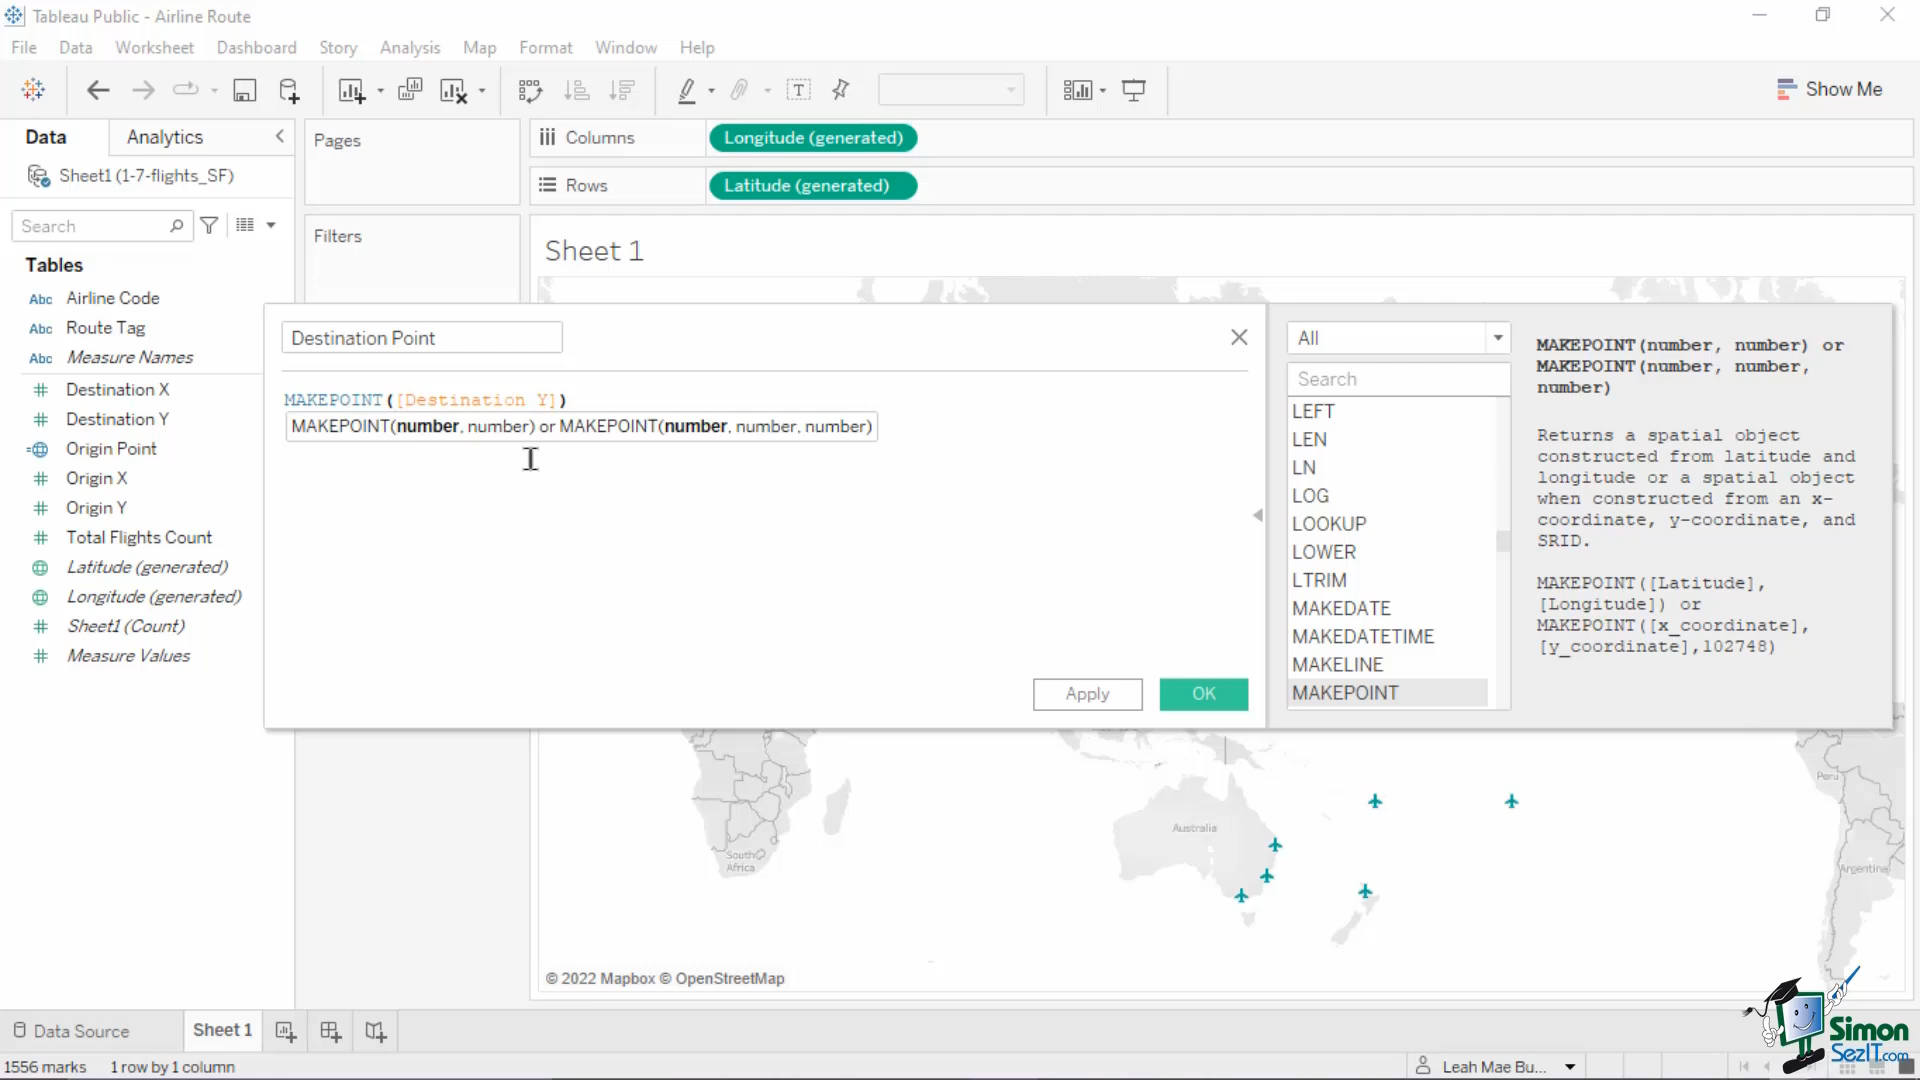 Tableau Public - Airline Route
File Data Worksheet Dashboard Story Analysis Map Format Window Help
Show Me
Data Analytics
Pages
Columns
Longitude (generated)
Sheet1 (1-7-flights_SF)
Rows
Latitude (generated)
Search
Filters
Sheet 1
Tables
Abc Airline Code
Abc Route Tag
Abc Measure Names
Destination X
Destination Y
Origin Point
Origin X
Origin Y
Total Flights Count
Latitude (generated)
Longitude (generated)
Sheet1 (Count)
Measure Values
Destination Point
MAKEPOINT([Destination Y])
MAKEPOINT(number, number) or MAKEPOINT(number, number, number)
Apply
OK
All
Search
LEFT
LEN
LN
LOG
LOOKUP
LOWER
LTRIM
MAKEDATE
MAKEDATETIME
MAKELINE
MAKEPOINT
MAKEPOINT(number, number) or
MAKEPOINT(number, number,
number)
Returns a spatial object
constructed from latitude and
longitude or a spatial object
when constructed from an x-
coordinate, y-coordinate, and
SRID.
MAKEPOINT([Latitude],
[Longitude]) or
MAKEPOINT([x_coordinate],
[y_coordinate],102748)
Peru
Australia
South
Africa
Argentina
© 2022 Mapbox © OpenStreetMap
Data Source
Sheet 1
Simon
SezIT.com
1556 marks 1 row by 1 column
Leah Mae Bu...